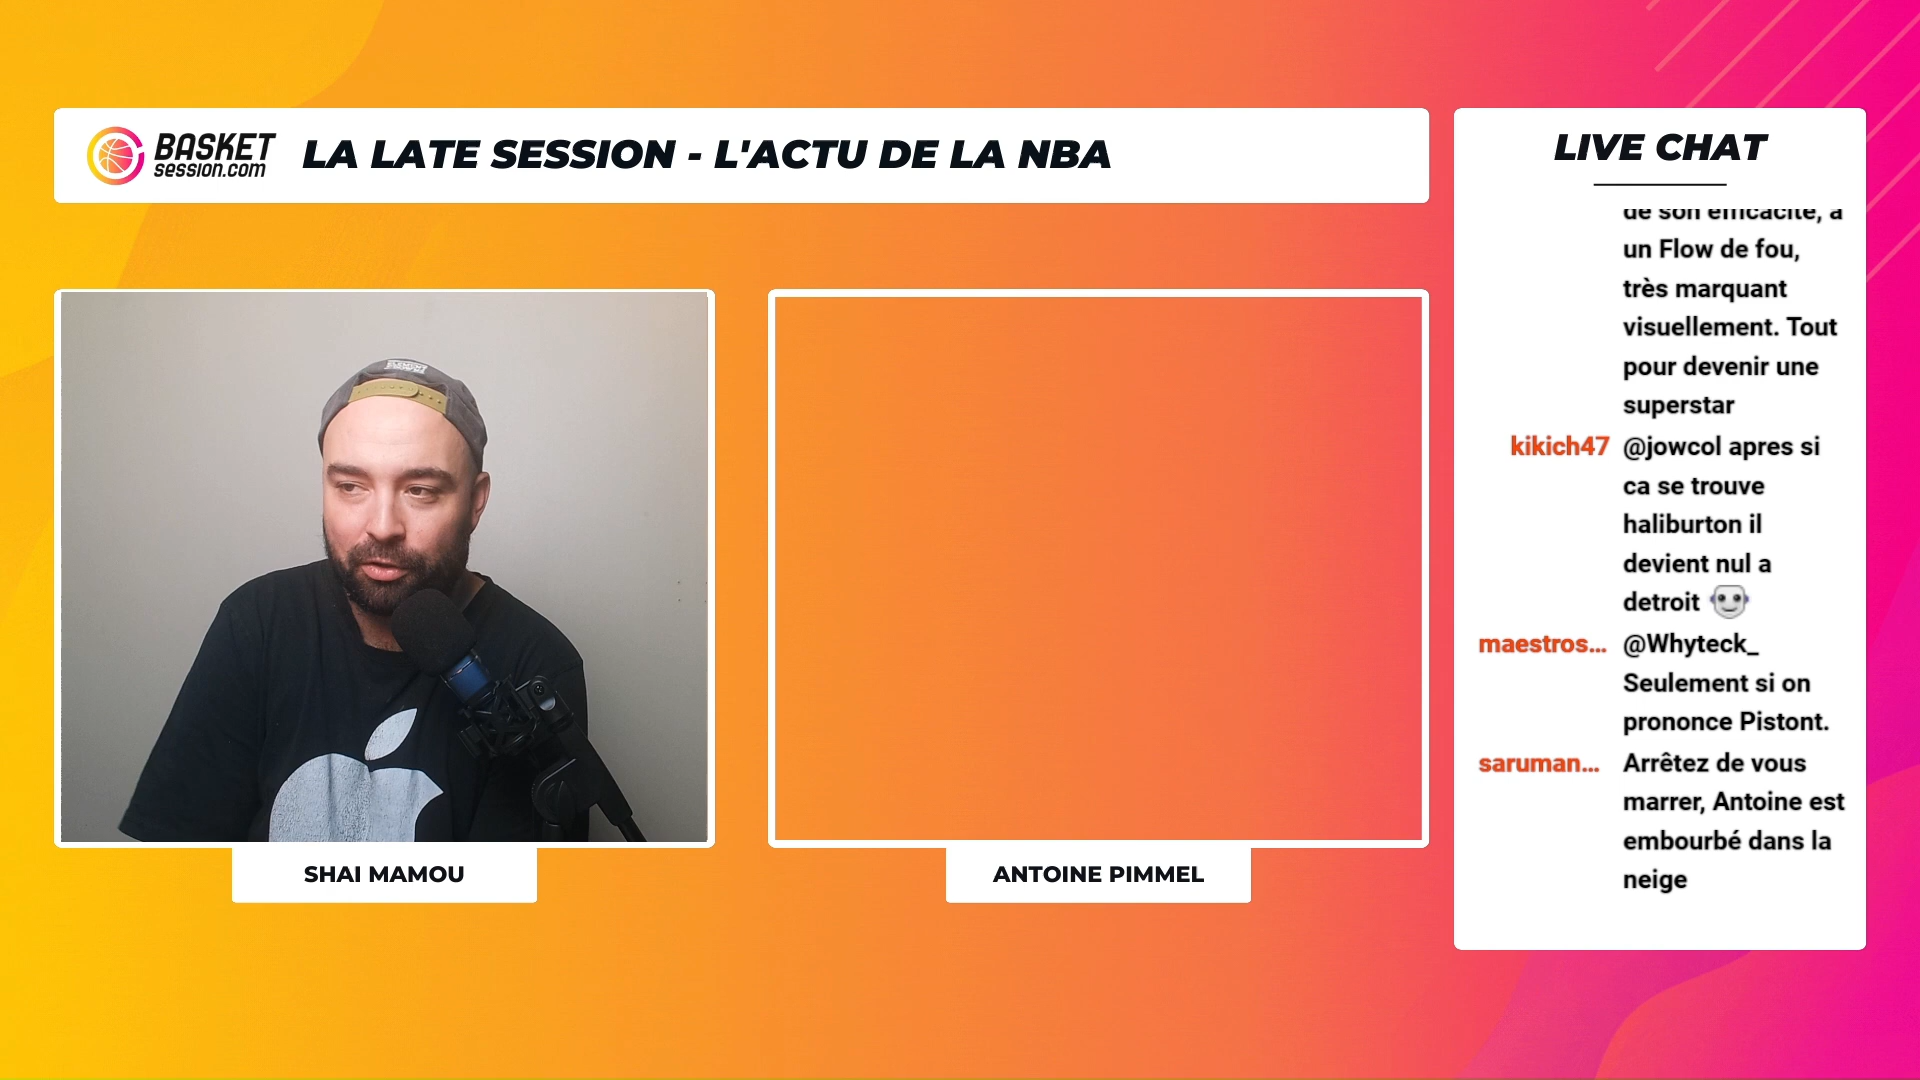 BASKET
session.com
LA LATE SESSION - L'ACTU DE LA NBA
SHAI MAMOU
ANTOINE PIMMEL
LIVE CHAT
de son efficacité, a
un Flow de fou,
très marquant
visuellement. Tout
pour devenir une
superstar
kikich47 @jowcol apres si
ca se trouve
haliburton il
devient nul a
detroit
maestros... @Whyteck_
Seulement si on
prononce Pistont.
saruman... Arrêtez de vous
marrer, Antoine est
embourbé dans la
neige